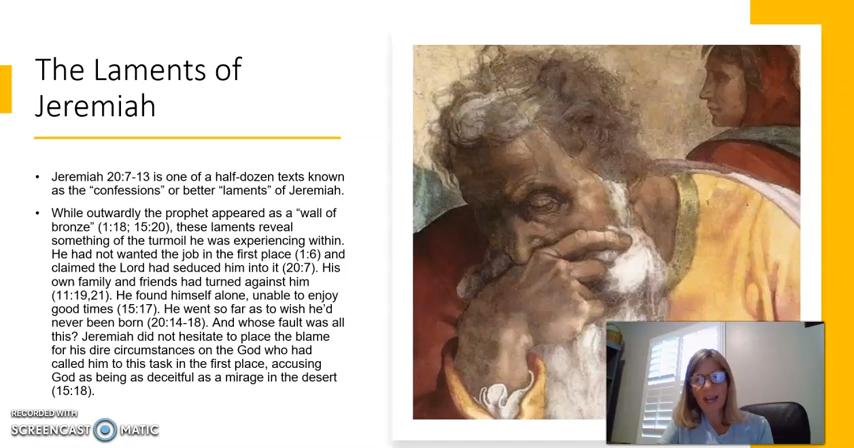 The Laments of
Jeremiah
• Jeremiah 20:7-13 is one of a half-dozen texts known
as the “confessions” or better “laments” of Jeremiah.
• While outwardly the prophet appeared as a “wall of
bronze” (1:18; 15:20), these laments reveal
something of the turmoil he was experiencing within.
He had not wanted the job in the first place (1:6) and
claimed the Lord had seduced him into it (20:7). His
own family and friends had turned against him
(11:19,21). He found himself alone, unable to enjoy
good times (15:17). He went so far as to wish he’d
never been born (20:14-18). And whose fault was all
this? Jeremiah did not hesitate to place the blame
for his dire circumstances on the God who had
called him to this task in the first place, accusing
God as being as deceitful as a mirage in the desert
(15:18).
RECORDED WITH
SCREENCAST MATIC